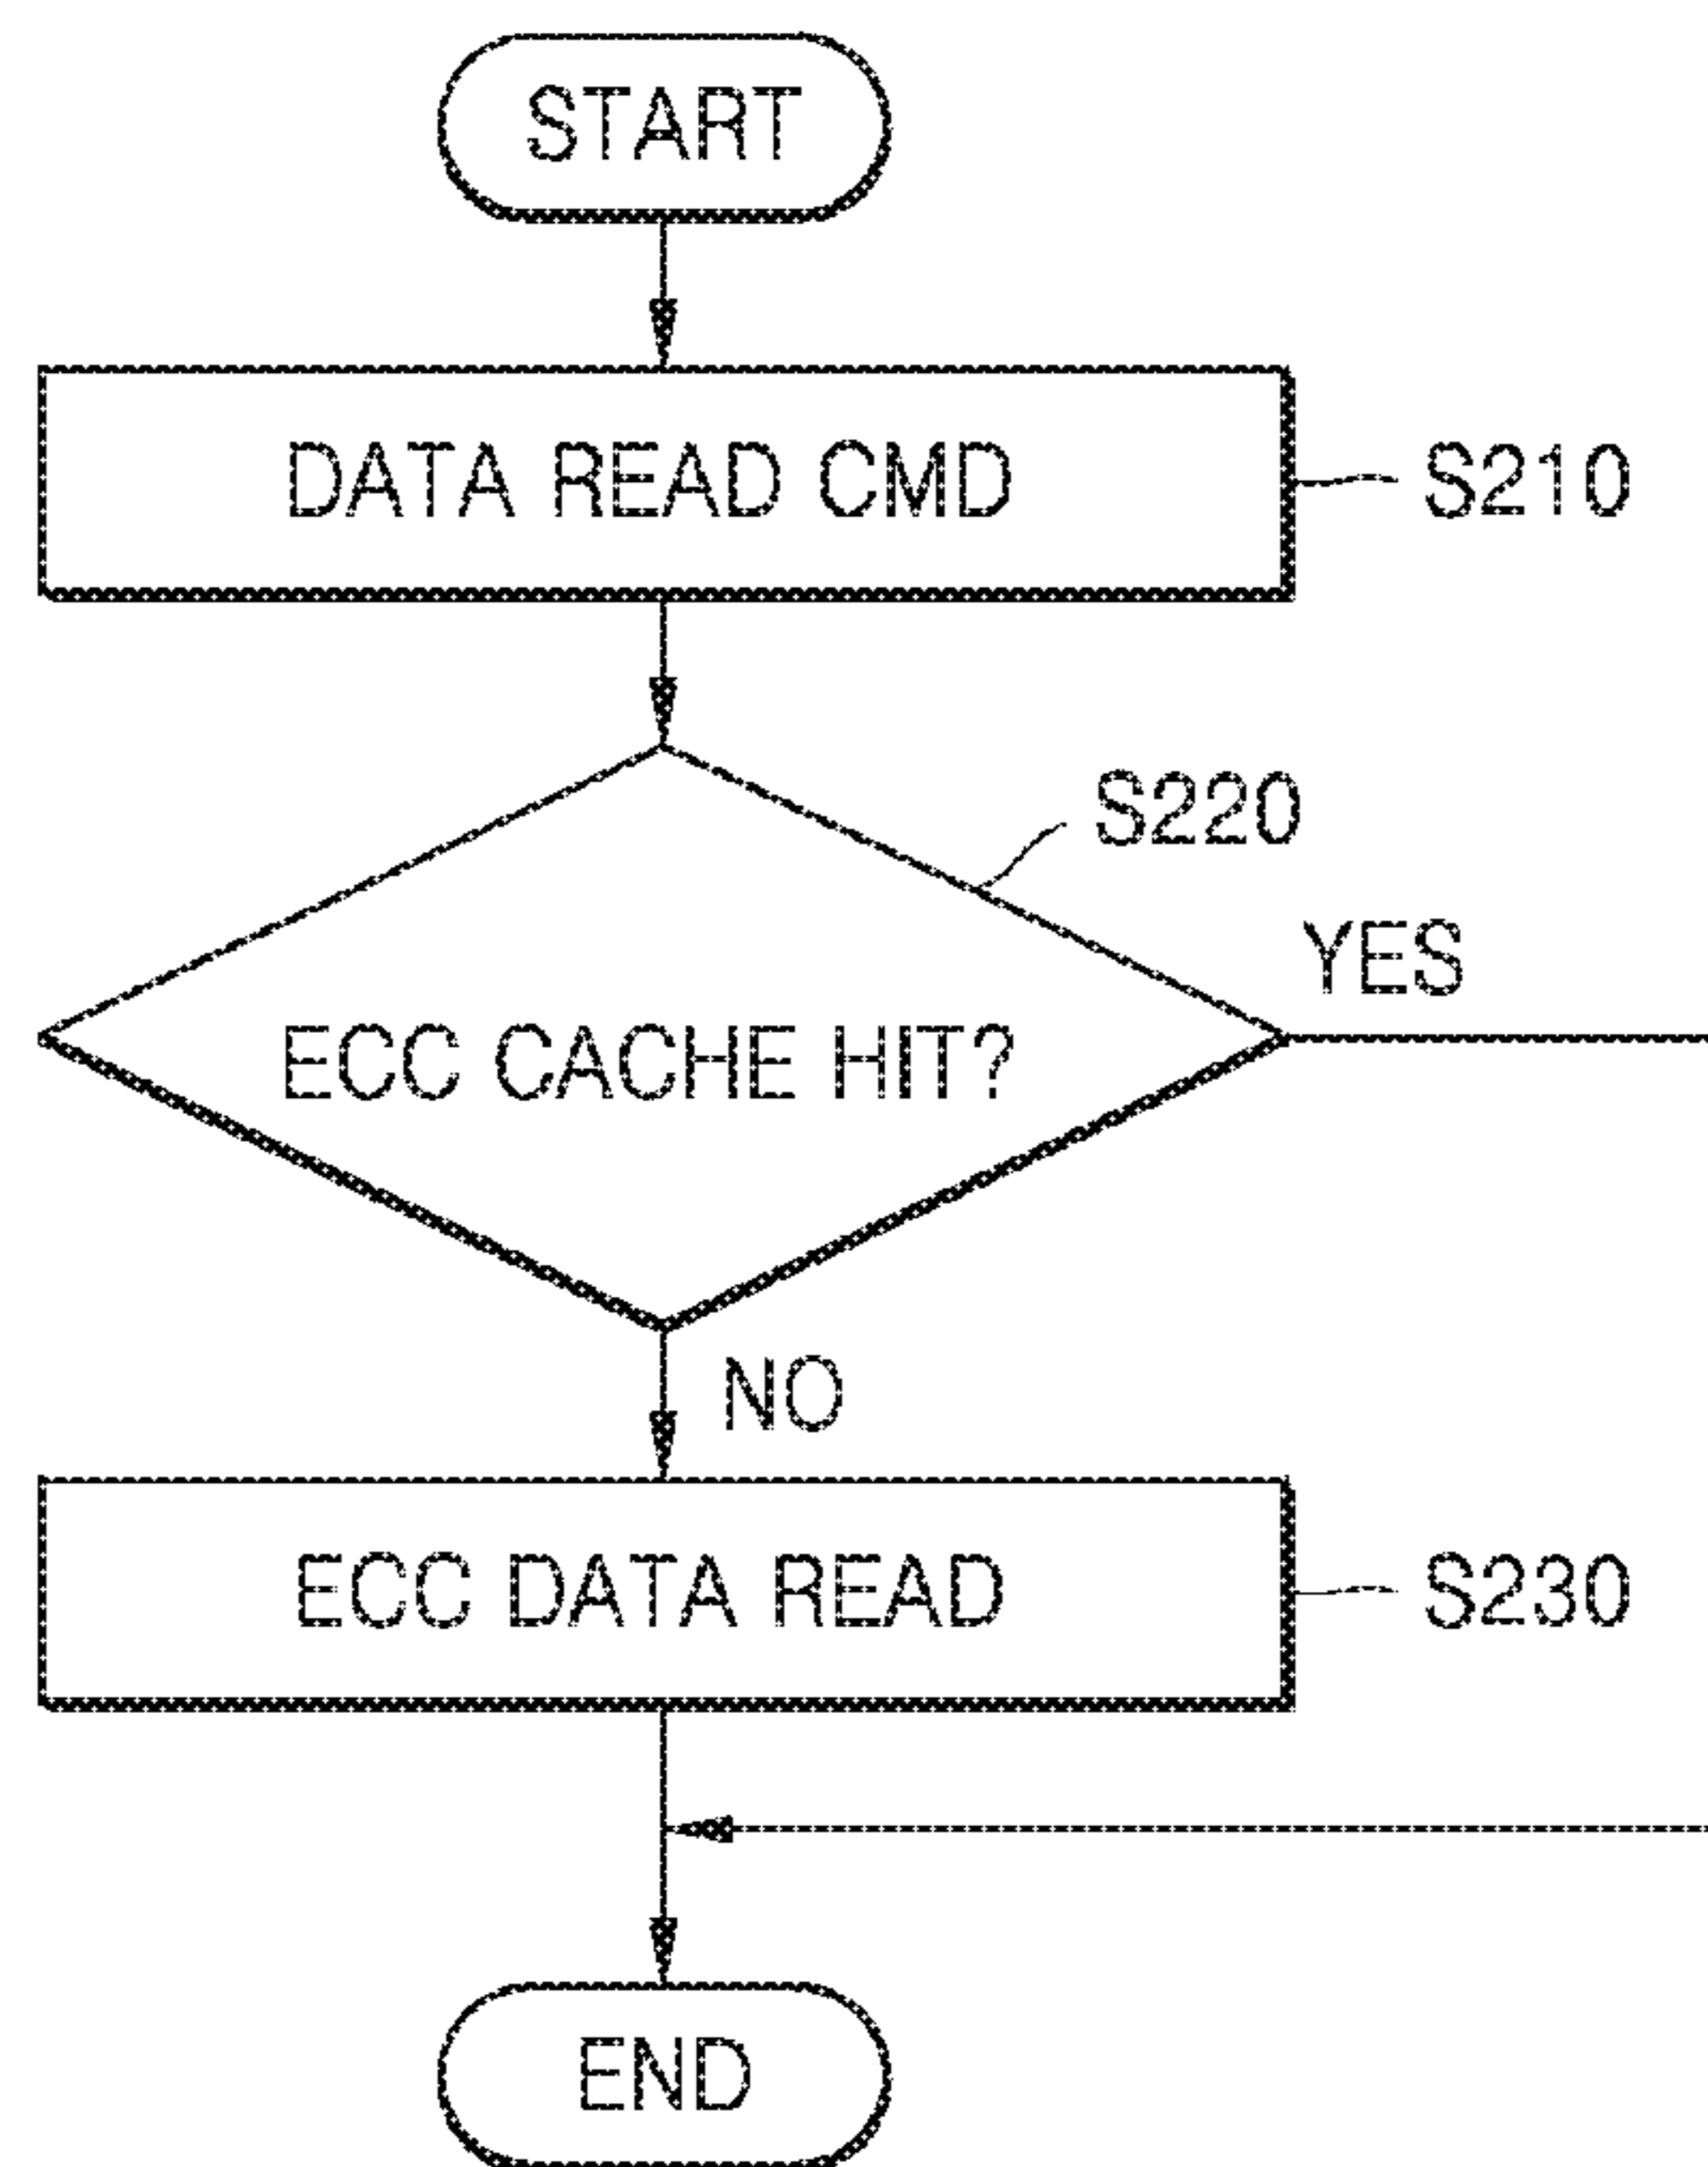 START
DATA READ CMD
S210
S220
YES
ECC CACHE HIT?
NO
ECC DATA READ
S230
END